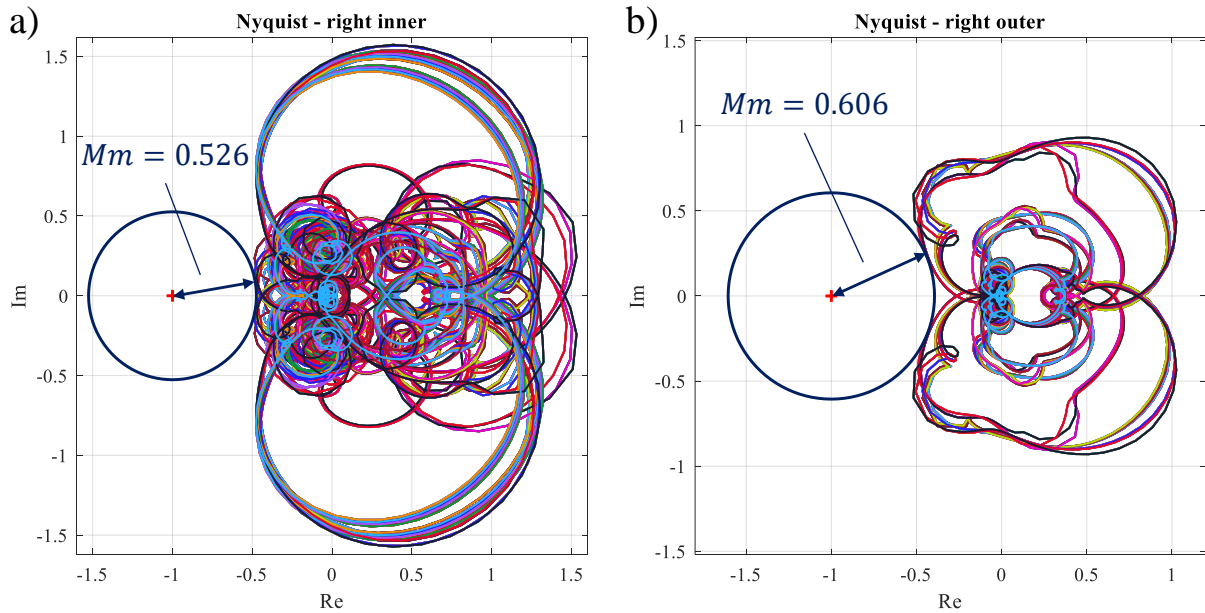 a)
Nyquist - right inner
1.5
1
0.5
0
-0.5
-1
-1.5
Im
Mm = 0.526
-1.5 -1 -0.5 0 0.5 1 1.5
Re
b)
Nyquist - right outer
1.5
1
0.5
0
-0.5
-1
-1.5
Im
Mm = 0.606
-1.5 -1 -0.5 0 0.5 1
Re